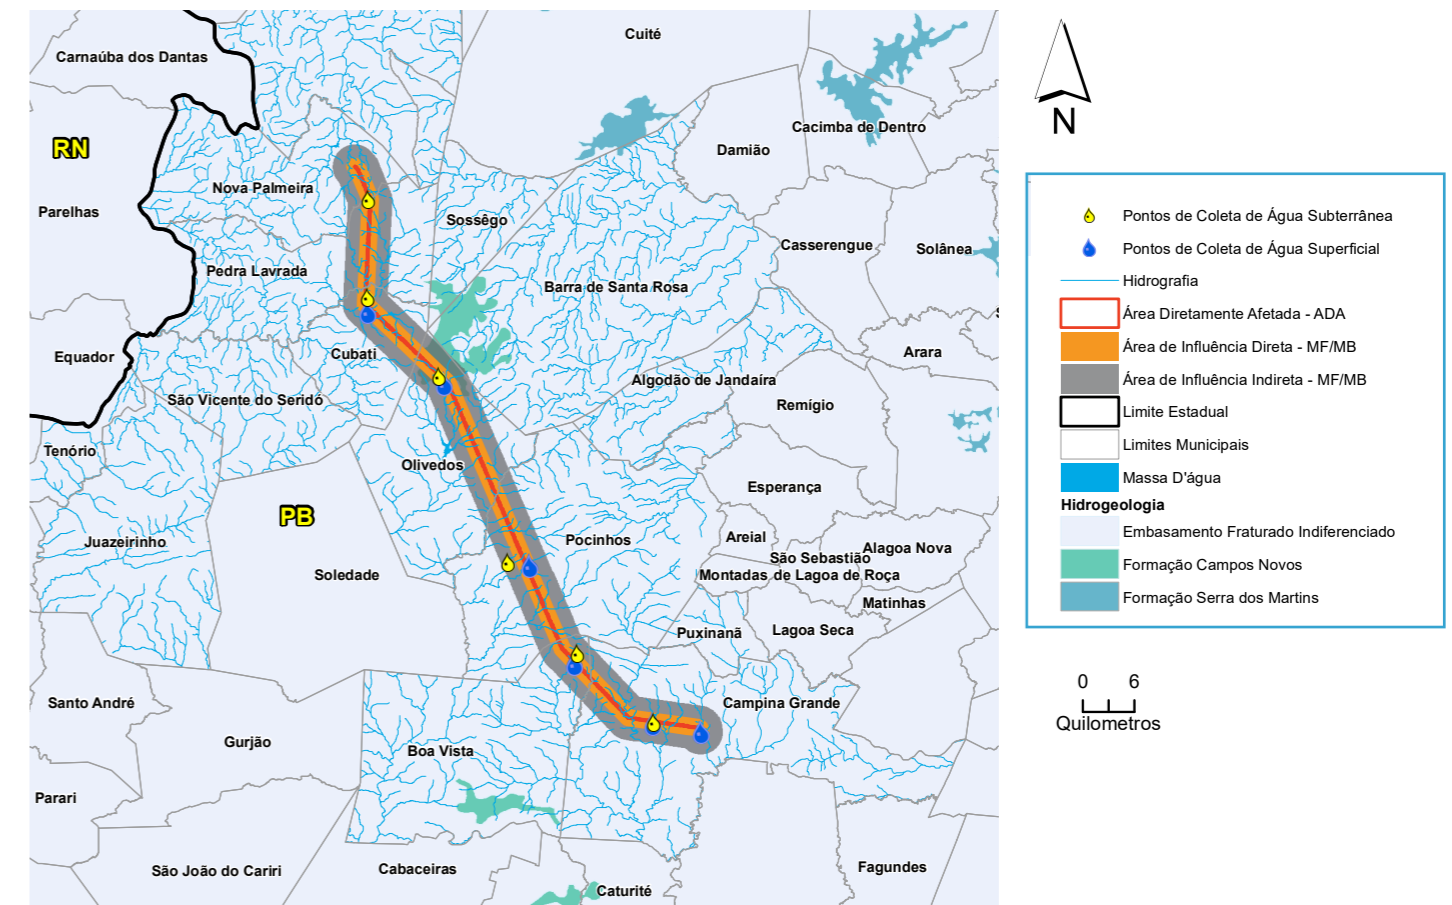 Cuité
Carnaúba dos Dantas
Cacimba de Dentro
Damião
RN
Nova Palmeira
Parelhas
Sossêgo
Casserengue
Solânea
Pedra Lavrada
Barra de Santa Rosa
Equador
Cubati
Arara
Algodão de Jandaíra
São Vicente do Seridó
Remígio
Tenório
Olivedos
Esperança
PB
Juazeirinho
Pocinhos
Areial
Alagoa Nova
São Sebastião
de Lagoa de Roça
Montadas
Soledade
Matinhas
Puxinanã
Lagoa Seca
Santo André
Campina Grande
Gurjão
Boa Vista
Parari
São João do Cariri
Cabaceiras
Fagundes
Caturité
N
Pontos de Coleta de Água Subterrânea
Pontos de Coleta de Água Superficial
Hidrografia
Área Diretamente Afetada - ADA
Área de Influência Direta - MF/MB
Área de Influência Indireta - MF/MB
Limite Estadual
Limites Municipais
Massa D'água
Hidrogeologia
Embasamento Fraturado Indiferenciado
Formação Campos Novos
Formação Serra dos Martins
0 6
Quilometros